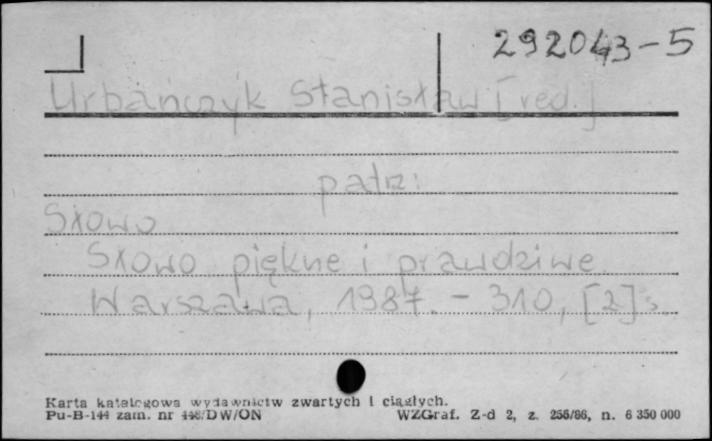 292043-5
Urbańczyk Stanisław [red.]
patrz:
Słowo
Słowo piękne i prawdziwe.
Warszawa, 1987. - 310, [2] s.
Karta katalogowa wydawnictw zwartych i ciągłych.
Pu-B-144 zam. nr 448/DW/ON WZGraf. Z-d 2, z. 256/86, n. 6 350 000